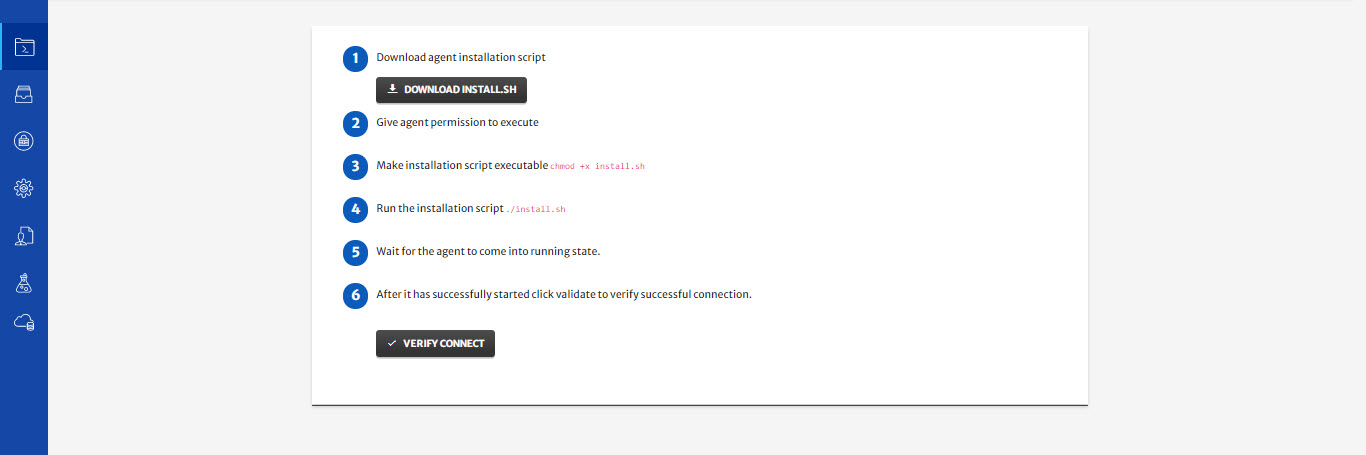 1 Download agent installation script
DOWNLOAD INSTALL.SH
2 Give agent permission to execute
3 Make installation script executable chmod +x install.sh
4 Run the installation script ./install.sh
5 Wait for the agent to come into running state.
6 After it has successfully started click validate to verify successful connection.
VERIFY CONNECT